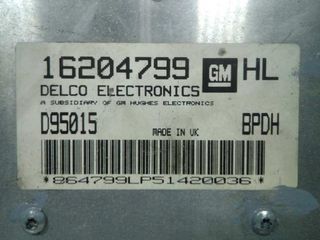 16204799 GM HL
DELCO ELECTRONICS
A SUBSIDIARY OF GM HUGHES ELECTRONICS
D95015 MADE IN UK BPDH
*864799LP51420036*